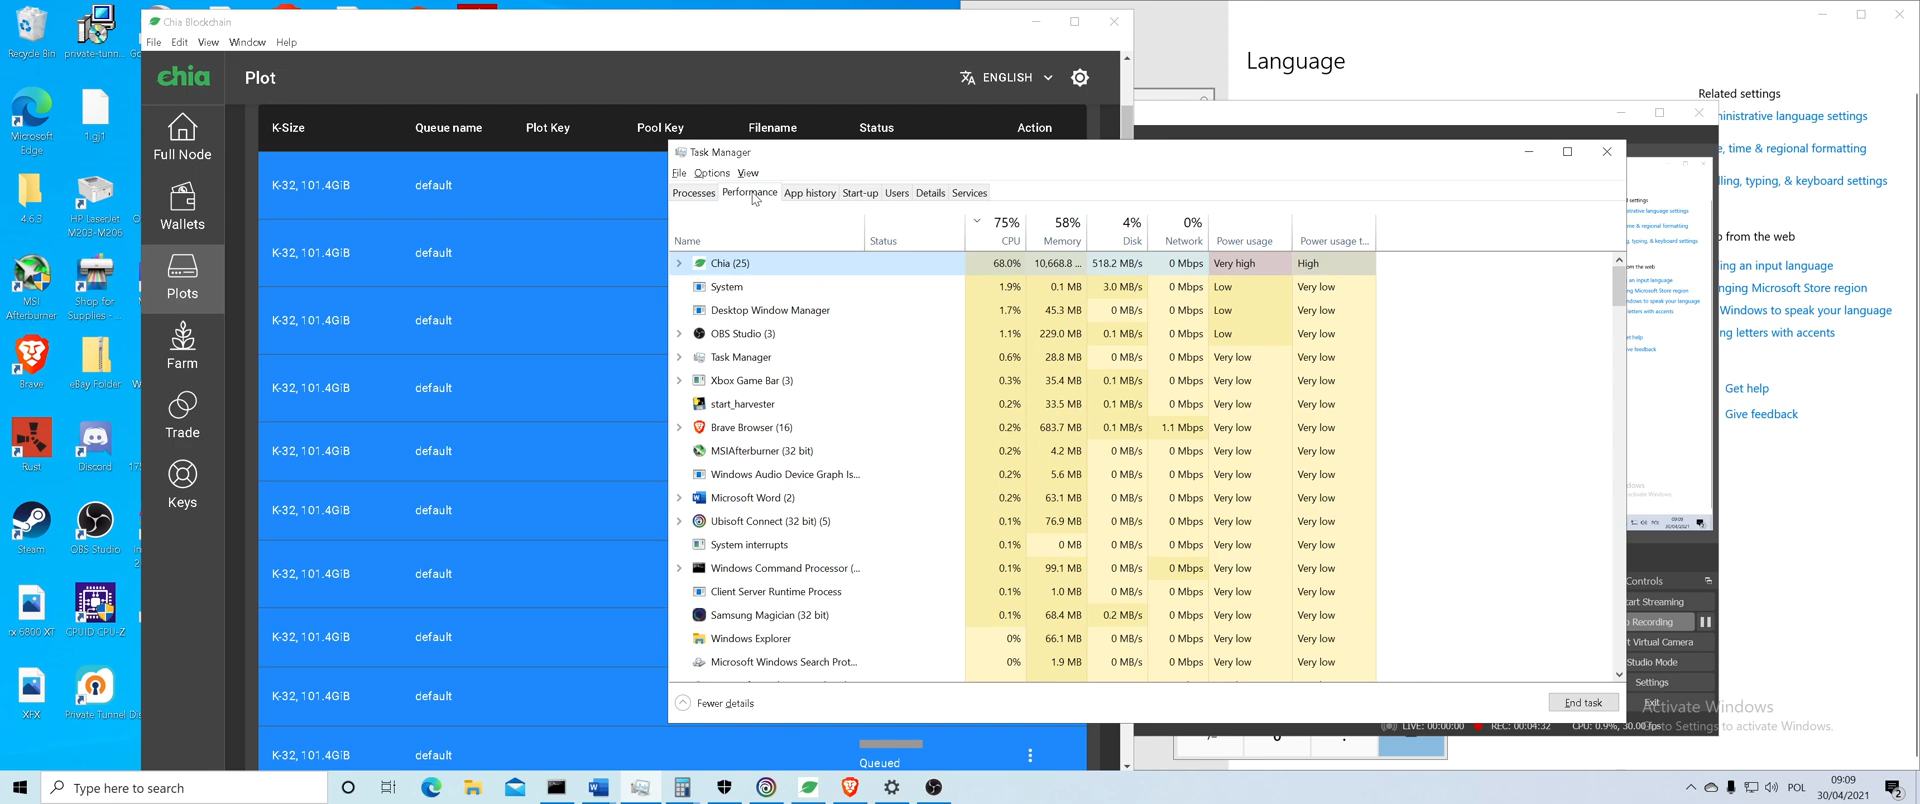 Recycle Bin
private-tunn...
Microsoft Edge
1.gj1
4.6.3
HP LaserJet M203-M206
MSI Afterburner
Shop for Supplies - ...
Brave
eBay Folder
Rust
Discord
Steam
OBS Studio
rx 6800 XT
CPUID CPU-Z
XFX
Private Tunnel
Chia Blockchain
File Edit View Window Help
chia
Plot
ENGLISH
Full Node
Wallets
Plots
Farm
Trade
Keys
K-Size Queue name Plot Key Pool Key Filename Status Action
K-32, 101.4GiB default
K-32, 101.4GiB default
K-32, 101.4GiB default
K-32, 101.4GiB default
K-32, 101.4GiB default
K-32, 101.4GiB default
K-32, 101.4GiB default
K-32, 101.4GiB default
K-32, 101.4GiB default
K-32, 101.4GiB default
Queued
Task Manager
File Options View
Processes Performance App history Start-up Users Details Services
75% 58% 4% 0%
Name Status CPU Memory Disk Network Power usage Power usage t...
Chia (25) 68.0% 10,668.8 ... 518.2 MB/s 0 Mbps Very high High
System 1.9% 0.1 MB 3.0 MB/s 0 Mbps Low Very low
Desktop Window Manager 1.7% 45.3 MB 0 MB/s 0 Mbps Low Very low
OBS Studio (3) 1.1% 229.0 MB 0.1 MB/s 0 Mbps Low Very low
Task Manager 0.6% 28.8 MB 0 MB/s 0 Mbps Very low Very low
Xbox Game Bar (3) 0.3% 35.4 MB 0.1 MB/s 0 Mbps Very low Very low
start_harvester 0.2% 33.5 MB 0.1 MB/s 0 Mbps Very low Very low
Brave Browser (16) 0.2% 683.7 MB 0.1 MB/s 1.1 Mbps Very low Very low
MSIAfterburner (32 bit) 0.2% 4.2 MB 0 MB/s 0 Mbps Very low Very low
Windows Audio Device Graph Is... 0.2% 5.6 MB 0 MB/s 0 Mbps Very low Very low
Microsoft Word (2) 0.2% 63.1 MB 0 MB/s 0 Mbps Very low Very low
Ubisoft Connect (32 bit) (5) 0.1% 76.9 MB 0 MB/s 0 Mbps Very low Very low
System interrupts 0.1% 0 MB 0 MB/s 0 Mbps Very low Very low
Windows Command Processor (... 0.1% 99.1 MB 0 MB/s 0 Mbps Very low Very low
Client Server Runtime Process 0.1% 1.0 MB 0 MB/s 0 Mbps Very low Very low
Samsung Magician (32 bit) 0.1% 68.4 MB 0.2 MB/s 0 Mbps Very low Very low
Windows Explorer 0% 66.1 MB 0 MB/s 0 Mbps Very low Very low
Microsoft Windows Search Prot... 0% 1.9 MB 0 MB/s 0 Mbps Very low Very low
Fewer details
End task
Language
Related settings
ministrative language settings
e, time & regional formatting
lling, typing, & keyboard settings
from the web
ing an input language
nging Microsoft Store region
Windows to speak your language
ng letters with accents
Get help
Give feedback
Controls
tart Streaming
Recording
t Virtual Camera
Studio Mode
Settings
Exit
Activate Windows
to Settings to activate Windows.
LIVE: 00:00:00 REC: 00:04:32 CPU: 0.9%, 30.00 fps
Type here to search
POL
09:09
30/04/2021
2